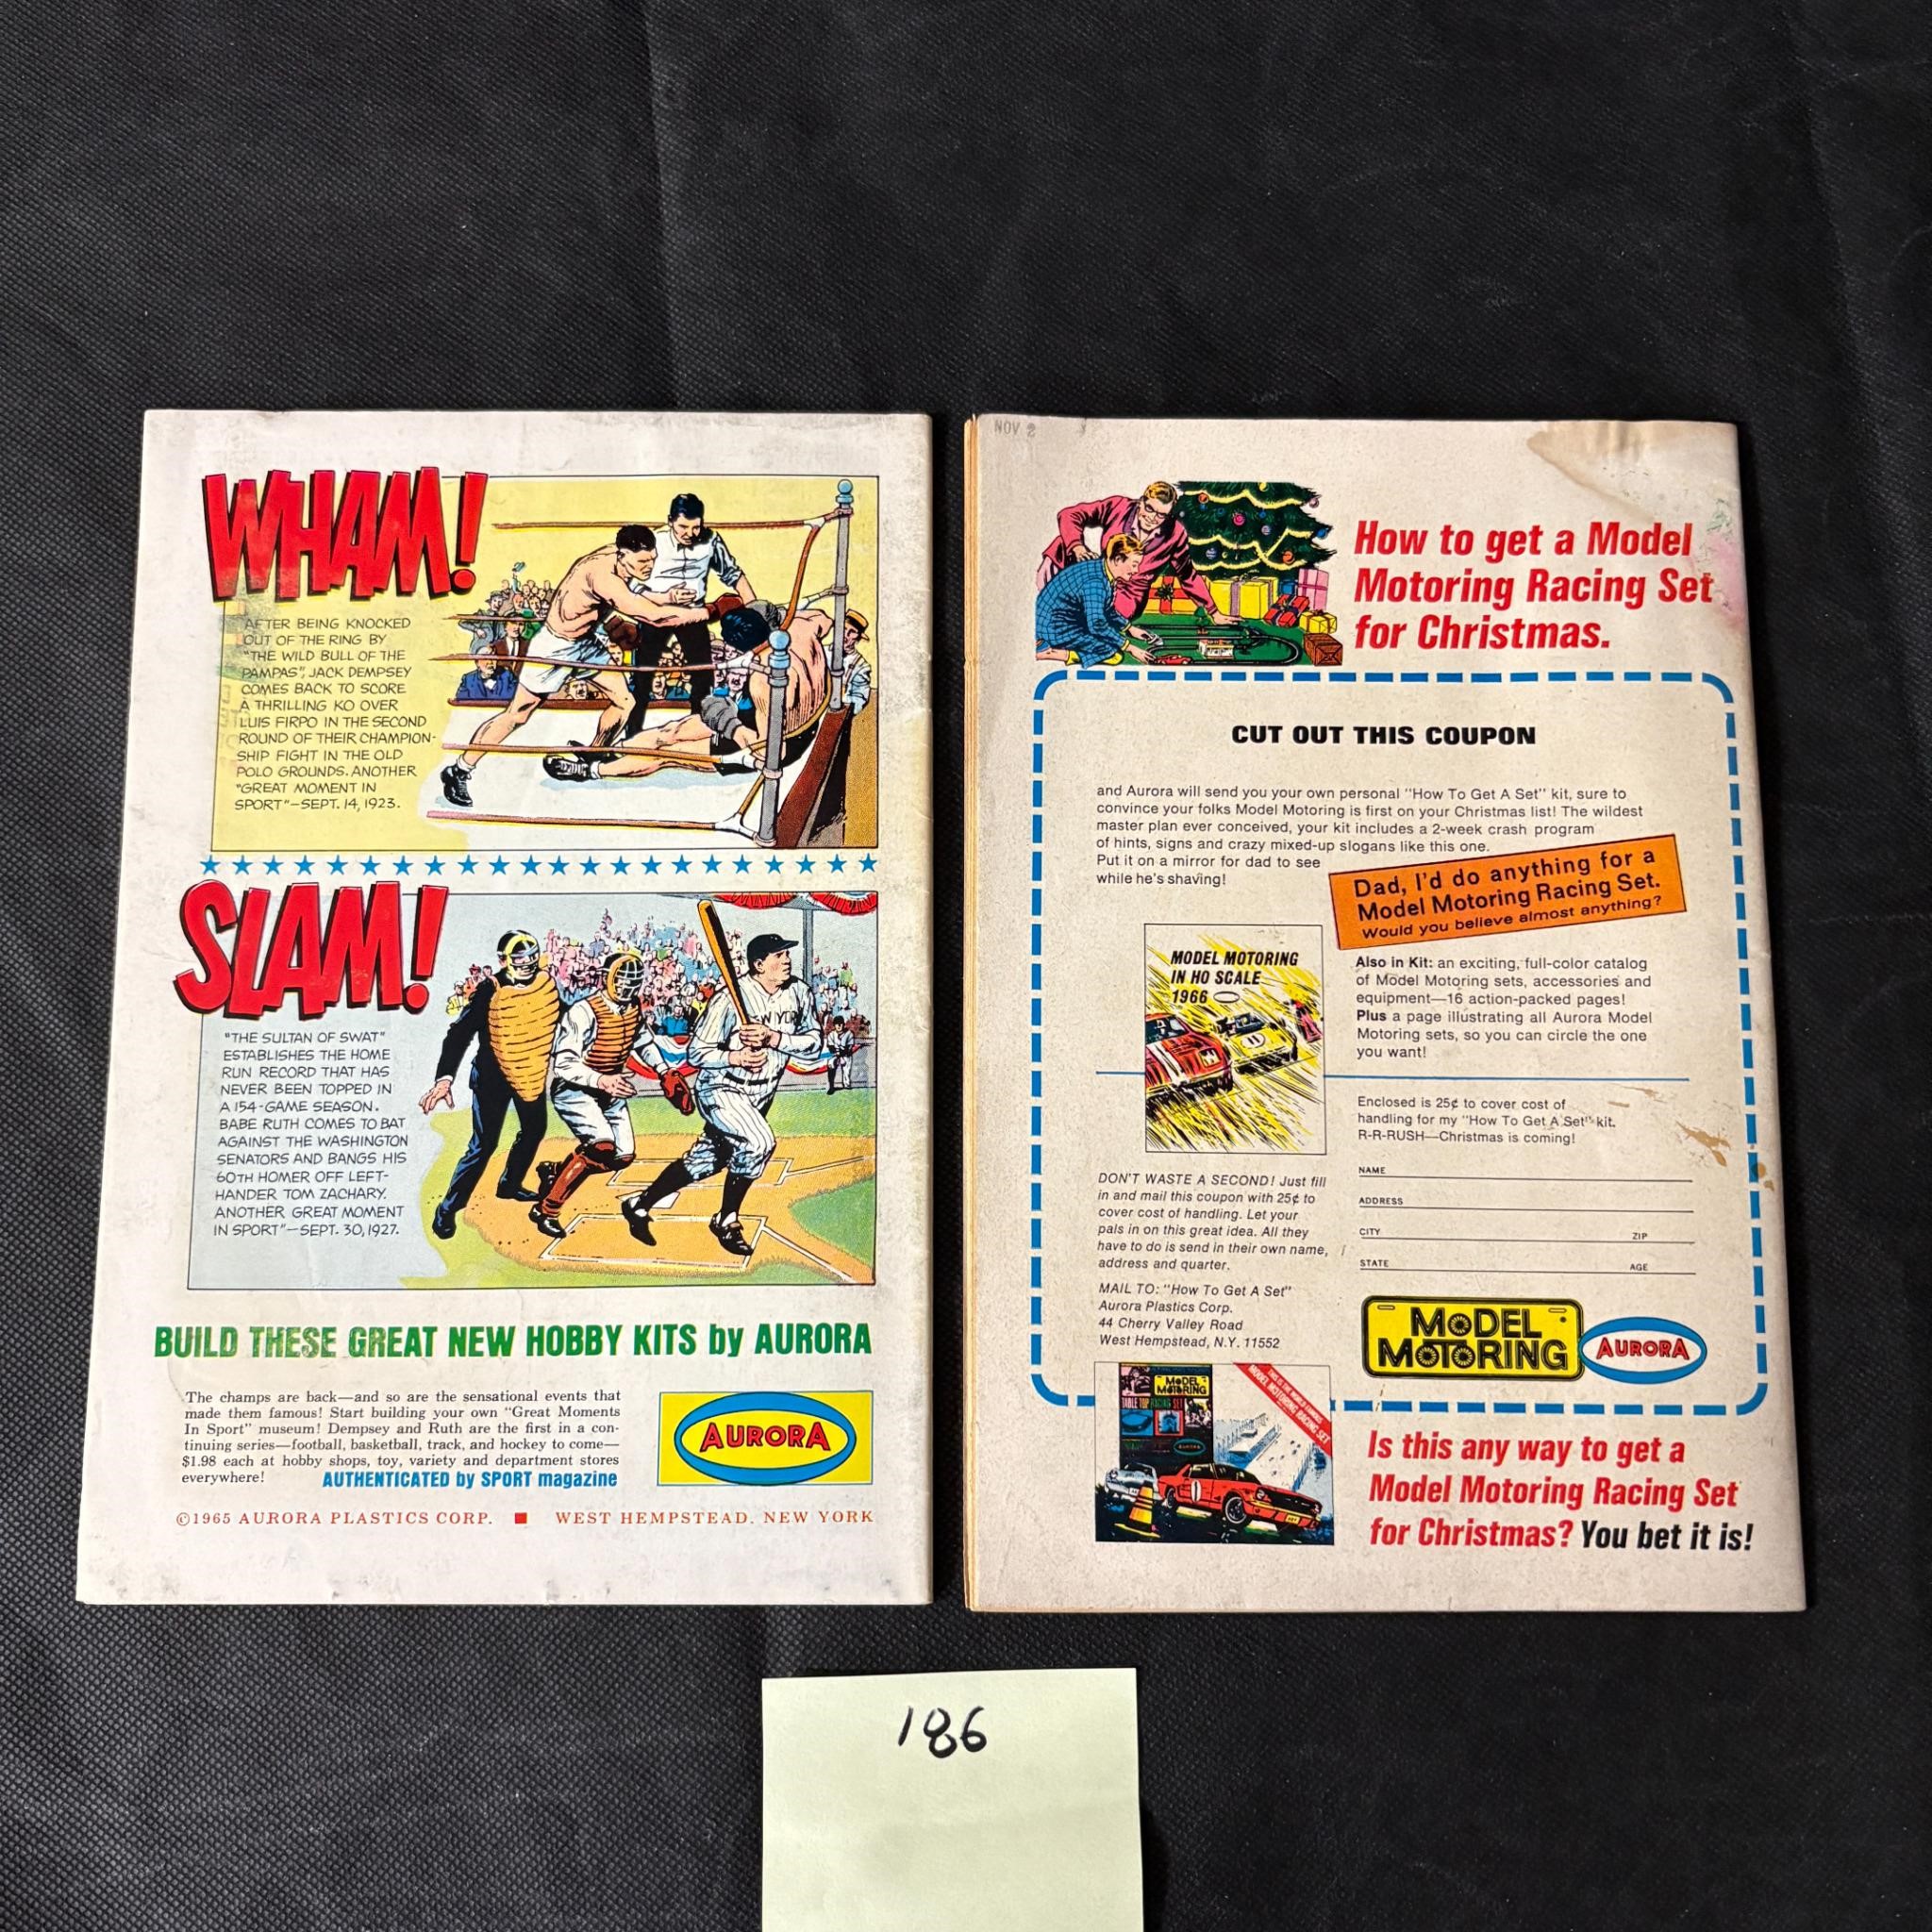 WHAM!
AFTER BEING KNOCKED
OUT OF THE RING BY
"THE WILD BULL OF THE
PAMPAS", JACK DEMPSEY
COMES BACK TO SCORE
A THRILLING KO OVER
LUIS FIRPO IN THE SECOND
ROUND OF THEIR CHAMPION-
SHIP FIGHT IN THE OLD
POLO GROUNDS. ANOTHER
"GREAT MOMENT IN
SPORT"—SEPT. 14, 1923.
SLAM!
"THE SULTAN OF SWAT"
ESTABLISHES THE HOME
RUN RECORD THAT HAS
NEVER BEEN TOPPED IN
A 154-GAME SEASON.
BABE RUTH COMES TO BAT
AGAINST THE WASHINGTON
SENATORS AND BANGS HIS
60TH HOMER OFF LEFT-
HANDER TOM ZACHARY.
ANOTHER GREAT MOMENT
IN SPORT"—SEPT. 30, 1927.
BUILD THESE GREAT NEW HOBBY KITS by AURORA
The champs are back—and so are the sensational events that
made them famous! Start building your own "Great Moments
In Sport" museum! Dempsey and Ruth are the first in a con-
tinuing series—football, basketball, track, and hockey to come—
$1.98 each at hobby shops, toy, variety and department stores
everywhere! AUTHENTICATED by SPORT magazine
AURORA
©1965 AURORA PLASTICS CORP. ■ WEST HEMPSTEAD, NEW YORK
NOV 2
How to get a Model
Motoring Racing Set
for Christmas.
CUT OUT THIS COUPON
and Aurora will send you your own personal "How To Get A Set" kit, sure to
convince your folks Model Motoring is first on your Christmas list! The wildest
master plan ever conceived, your kit includes a 2-week crash program
of hints, signs and crazy mixed-up slogans like this one.
Put it on a mirror for dad to see
while he's shaving!
Dad, I'd do anything for a
Model Motoring Racing Set.
Would you believe almost anything?
MODEL MOTORING
IN HO SCALE
1966
11
Also in Kit: an exciting, full-color catalog
of Model Motoring sets, accessories and
equipment—16 action-packed pages!
Plus a page illustrating all Aurora Model
Motoring sets, so you can circle the one
you want!
Enclosed is 25¢ to cover cost of
handling for my "How To Get A Set" kit.
R-R-RUSH—Christmas is coming!
NAME
ADDRESS
CITY ZIP
STATE AGE
DON'T WASTE A SECOND! Just fill
in and mail this coupon with 25¢ to
cover cost of handling. Let your
pals in on this great idea. All they
have to do is send in their own name,
address and quarter.
MAIL TO: "How To Get A Set"
Aurora Plastics Corp.
44 Cherry Valley Road
West Hempstead, N.Y. 11552
MODEL
MOTORING
AURORA
MODEL
MOTORING
TABLE TOP RACING SET
1
Is this any way to get a
Model Motoring Racing Set
for Christmas? You bet it is!
186